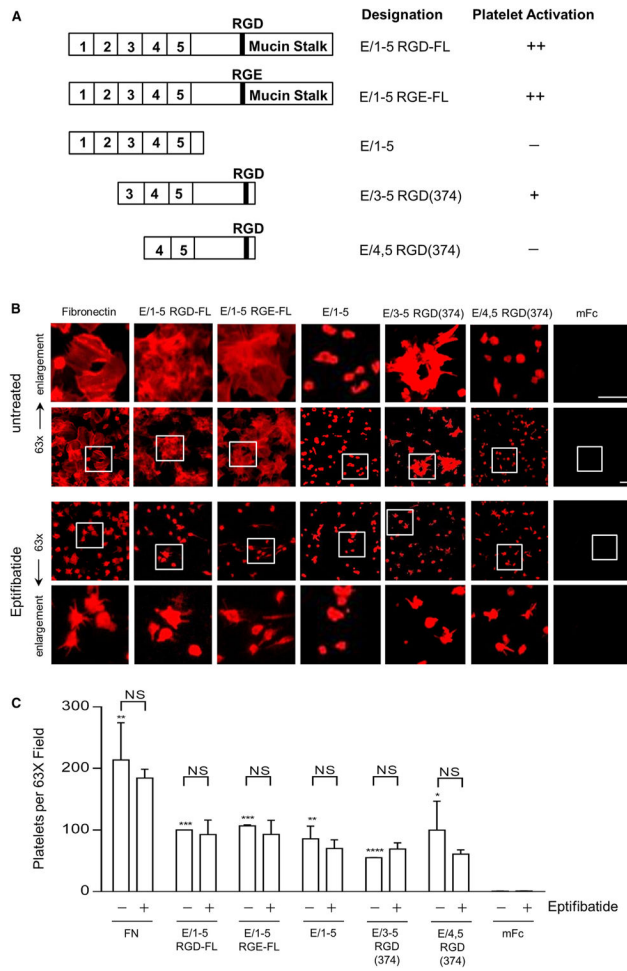 A
Designation Platelet Activation
RGD
1 2 3 4 5 Mucin Stalk E/1-5 RGD-FL ++
RGE
1 2 3 4 5 Mucin Stalk E/1-5 RGE-FL ++
1 2 3 4 5 E/1-5 –
RGD
3 4 5 E/3-5 RGD(374) +
RGD
4 5 E/4,5 RGD(374) –
B
Fibronectin E/1-5 RGD-FL E/1-5 RGE-FL E/1-5 E/3-5 RGD(374) E/4,5 RGD(374) mFc
untreated
enlargement
63x
Eptifibatide
63x
enlargement
C
Platelets per 63X Field
300
200
100
0
NS NS NS NS NS NS
** *** *** ** **** *
– + – + – + – + – + – + – + Eptifibatide
FN E/1-5 RGD-FL E/1-5 RGE-FL E/1-5 E/3-5 RGD (374) E/4,5 RGD (374) mFc